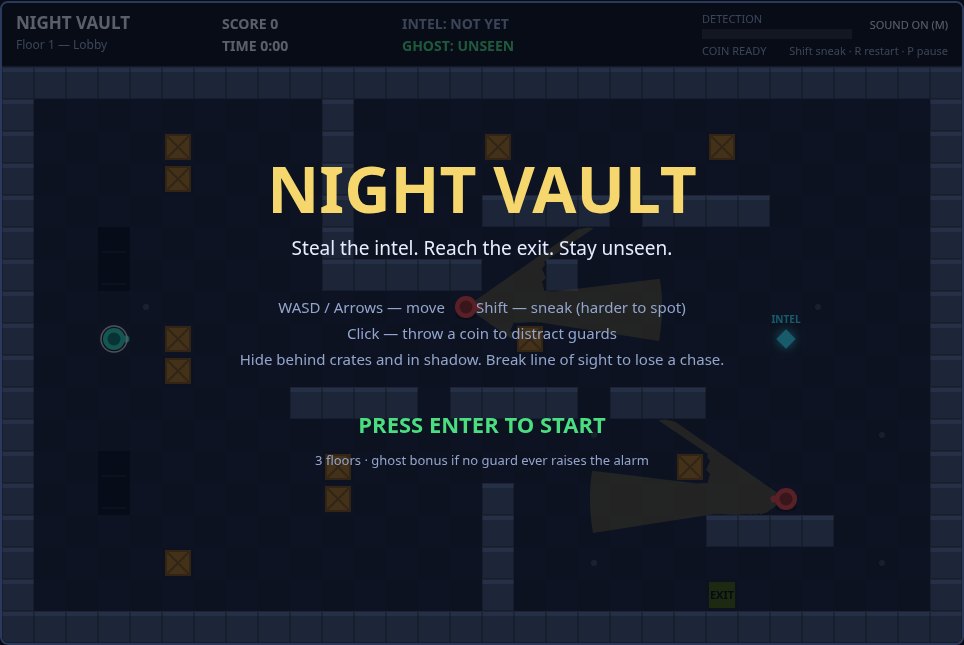 NIGHT VAULT
Floor 1 — Lobby
SCORE 0
TIME 0:00
INTEL: NOT YET
GHOST: UNSEEN
DETECTION
SOUND ON (M)
COIN READY
Shift sneak · R restart · P pause
NIGHT VAULT
Steal the intel. Reach the exit. Stay unseen.
WASD / Arrows — move Shift — sneak (harder to spot)
INTEL
Click — throw a coin to distract guards
Hide behind crates and in shadow. Break line of sight to lose a chase.
PRESS ENTER TO START
3 floors · ghost bonus if no guard ever raises the alarm
EXIT